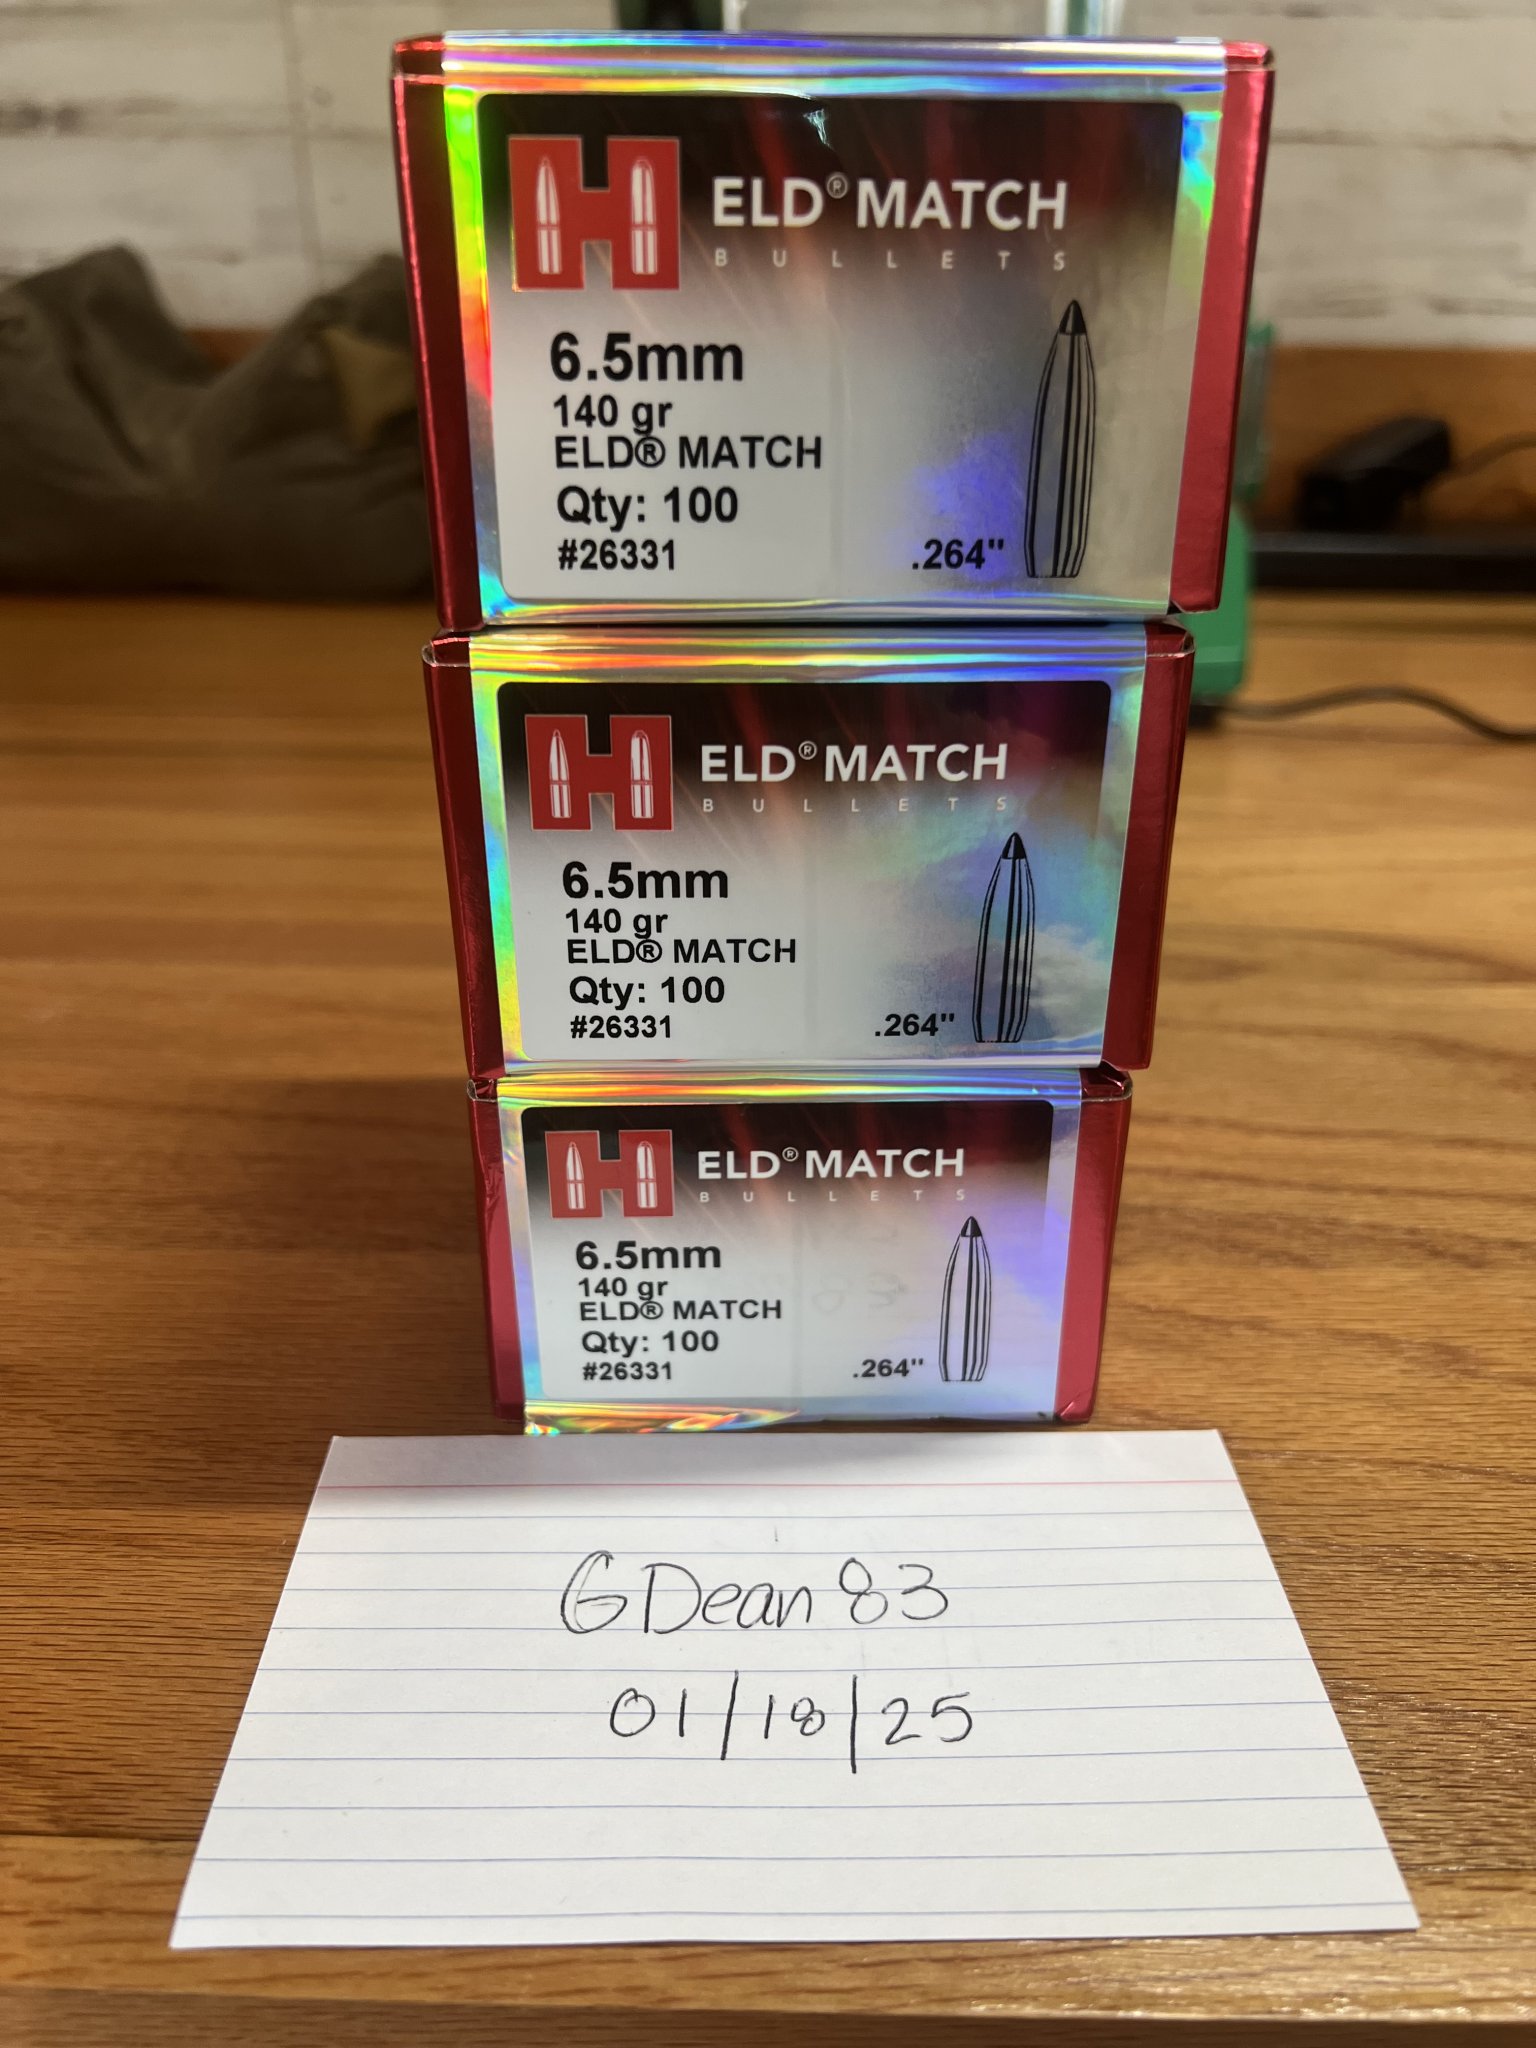 H ELD® MATCH
BULLETS
6.5mm
140 gr
ELD® MATCH
Qty: 100
#26331
.264"
H ELD® MATCH
BULLETS
6.5mm
140 gr
ELD® MATCH
Qty: 100
#26331
.264"
H ELD® MATCH
BULLETS
6.5mm
140 gr
ELD® MATCH
Qty: 100
#26331
.264"
GDean83
01/18/25